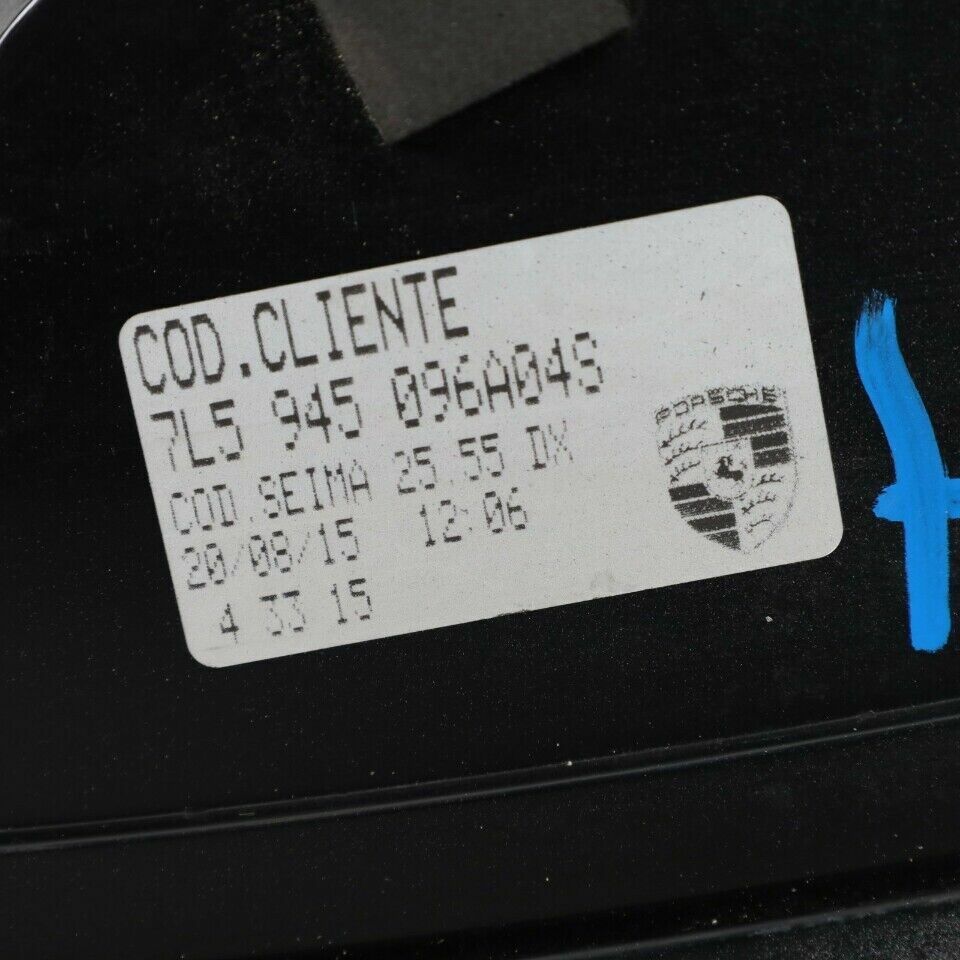 COD.CLIENTE
7L5 945 096A04S
COD.SEIMA 25.55 DX
20/08/15 12:06
4 33 15
PORSCHE